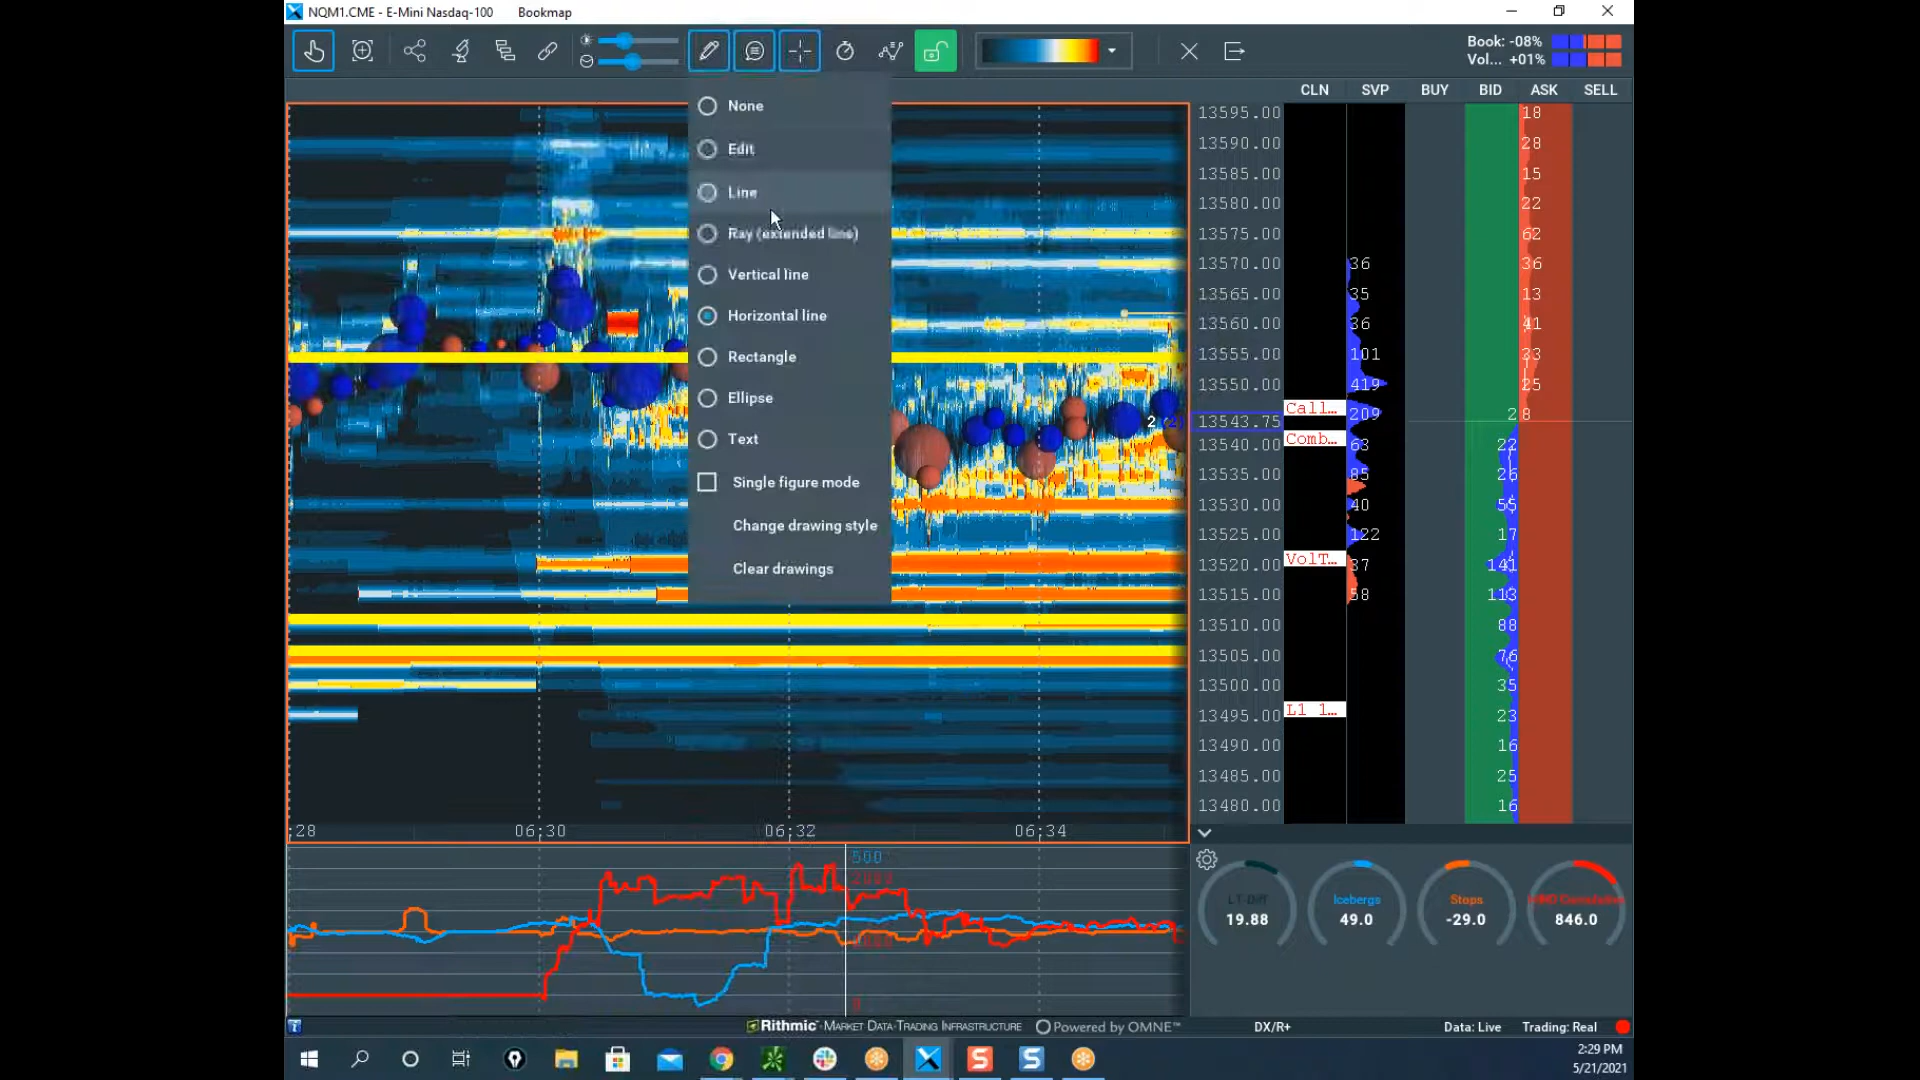 NQM1.CME - E-Mini Nasdaq-100 Bookmap
Book: -08%
Vol... +01%
CLN SVP BUY BID ASK SELL
None
Edit
Line
Ray (extended line)
Vertical line
Horizontal line
Rectangle
Ellipse
Text
Single figure mode
Change drawing style
Clear drawings
13595.00 18
13590.00 28
13585.00 15
13580.00 22
13575.00 62
13570.00 36 36
13565.00 35 13
13560.00 36 41
13555.00 101 33
13550.00 419 25
Call... 209 28
2 (2) 13543.75
13540.00 Comb... 63 22
13535.00 85 26
13530.00 40 55
13525.00 122 17
VolT...
13520.00 37 141
13515.00 58 113
13510.00 88
13505.00 76
13500.00 35
L1 1...
13495.00 23
13490.00 16
13485.00 25
13480.00 16
:28 06:30 06:32 06:34
500
Icebergs Stops
19.88 49.0 -29.0 846.0
Rithmic™ Market Data-Trading Infrastructure Powered by OMNE™ DX/R+ Data: Live Trading: Real
2:29 PM
5/21/2021